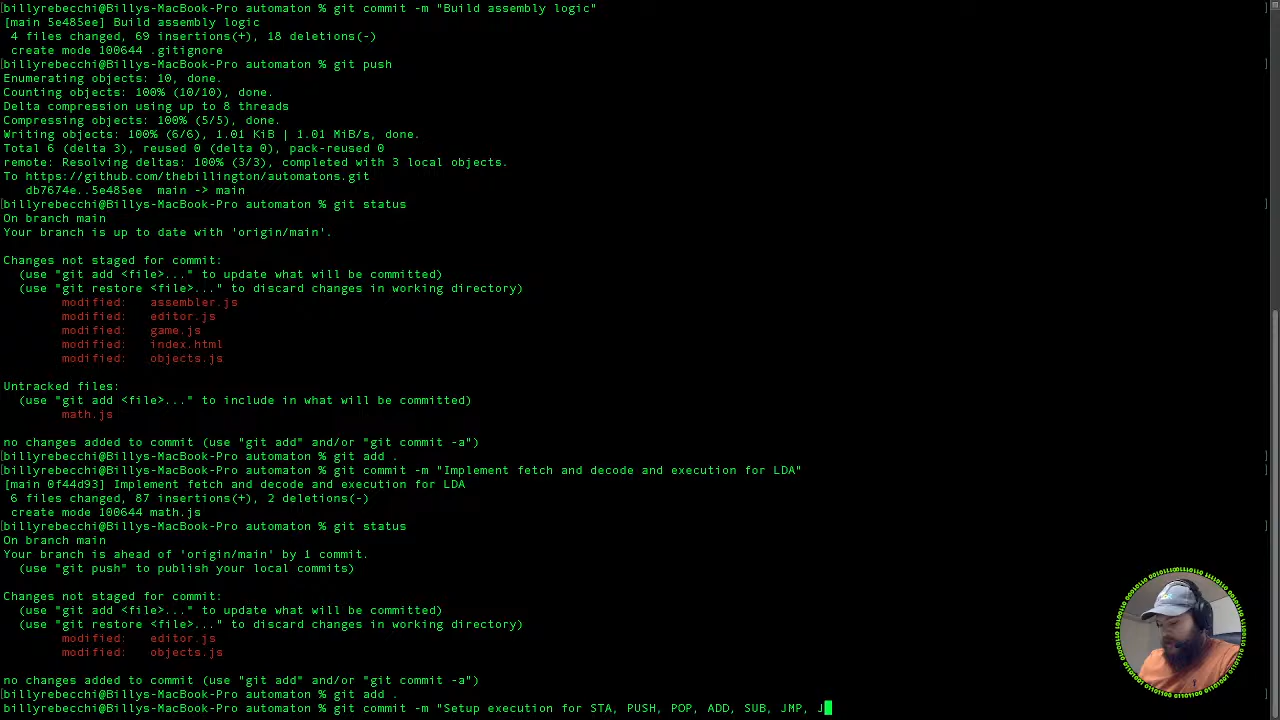 billyrebecchi@Billys-MacBook-Pro automaton % git commit -m "Build assembly logic"
[main 5e485ee] Build assembly logic
 4 files changed, 69 insertions(+), 18 deletions(-)
 create mode 100644 .gitignore
billyrebecchi@Billys-MacBook-Pro automaton % git push
Enumerating objects: 10, done.
Counting objects: 100% (10/10), done.
Delta compression using up to 8 threads
Compressing objects: 100% (5/5), done.
Writing objects: 100% (6/6), 1.01 KiB | 1.01 MiB/s, done.
Total 6 (delta 3), reused 0 (delta 0), pack-reused 0
remote: Resolving deltas: 100% (3/3), completed with 3 local objects.
To https://github.com/thebillington/automatons.git
   db7674e..5e485ee  main -> main
billyrebecchi@Billys-MacBook-Pro automaton % git status
On branch main
Your branch is up to date with 'origin/main'.
Changes not staged for commit:
  (use "git add <file>..." to update what will be committed)
  (use "git restore <file>..." to discard changes in working directory)
        modified:   assembler.js
        modified:   editor.js
        modified:   game.js
        modified:   index.html
        modified:   objects.js
Untracked files:
  (use "git add <file>..." to include in what will be committed)
        math.js
no changes added to commit (use "git add" and/or "git commit -a")
billyrebecchi@Billys-MacBook-Pro automaton % git add .
billyrebecchi@Billys-MacBook-Pro automaton % git commit -m "Implement fetch and decode and execution for LDA"
[main 0f44d93] Implement fetch and decode and execution for LDA
 6 files changed, 87 insertions(+), 2 deletions(-)
 create mode 100644 math.js
billyrebecchi@Billys-MacBook-Pro automaton % git status
On branch main
Your branch is ahead of 'origin/main' by 1 commit.
  (use "git push" to publish your local commits)
Changes not staged for commit:
  (use "git add <file>..." to update what will be committed)
  (use "git restore <file>..." to discard changes in working directory)
        modified:   editor.js
        modified:   objects.js
no changes added to commit (use "git add" and/or "git commit -a")
billyrebecchi@Billys-MacBook-Pro automaton % git add .
billyrebecchi@Billys-MacBook-Pro automaton % git commit -m "Setup execution for STA, PUSH, POP, ADD, SUB, JMP, J